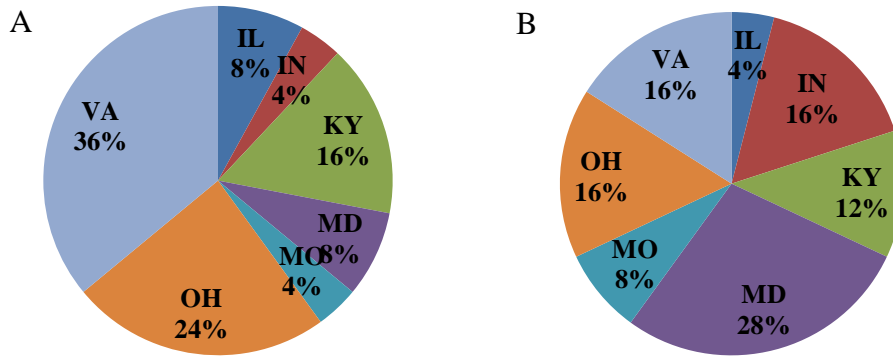 A
IL
8%
IN
4%
KY
16%
MD
8%
MO
4%
OH
24%
VA
36%
B
IL
4%
IN
16%
KY
12%
MD
28%
MO
8%
OH
16%
VA
16%